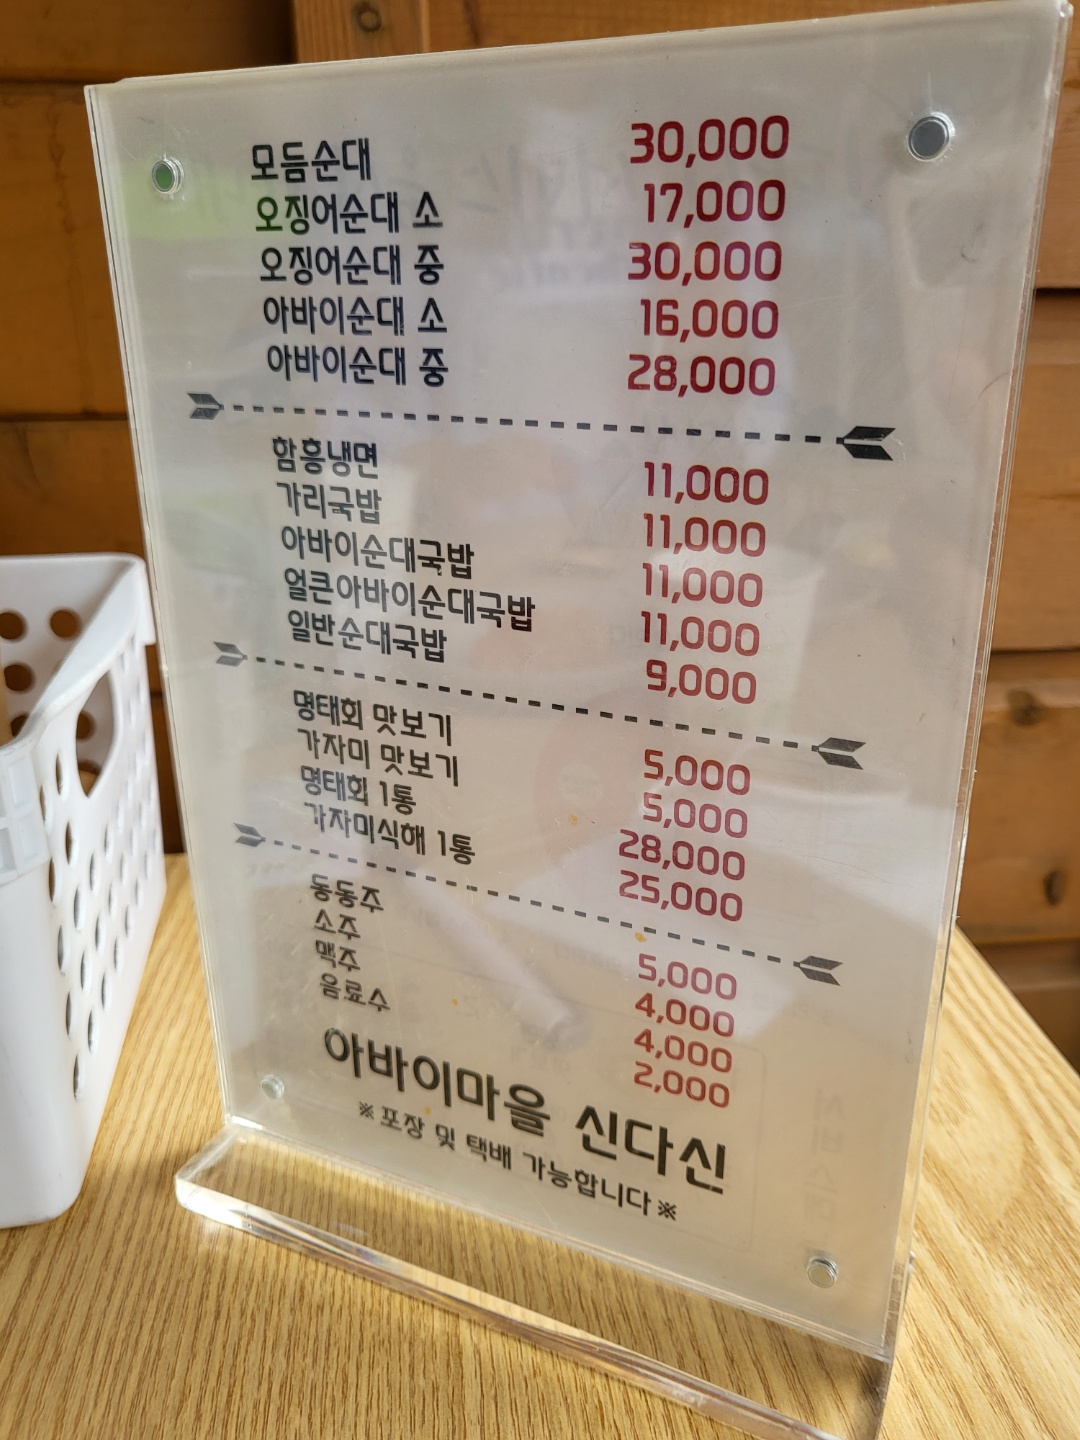 모듬순대 30,000
오징어순대 소 17,000
오징어순대 중 30,000
아바이순대 소 16,000
아바이순대 중 28,000
함흥냉면 11,000
가리국밥 11,000
아바이순대국밥 11,000
얼큰아바이순대국밥 11,000
일반순대국밥 9,000
명태회 맛보기 5,000
가자미 맛보기 5,000
명태회 1통 28,000
가자미식해 1통 25,000
동동주 5,000
소주 4,000
맥주 4,000
음료수 2,000
아바이마을 신다신
※포장 및 택배 가능합니다※